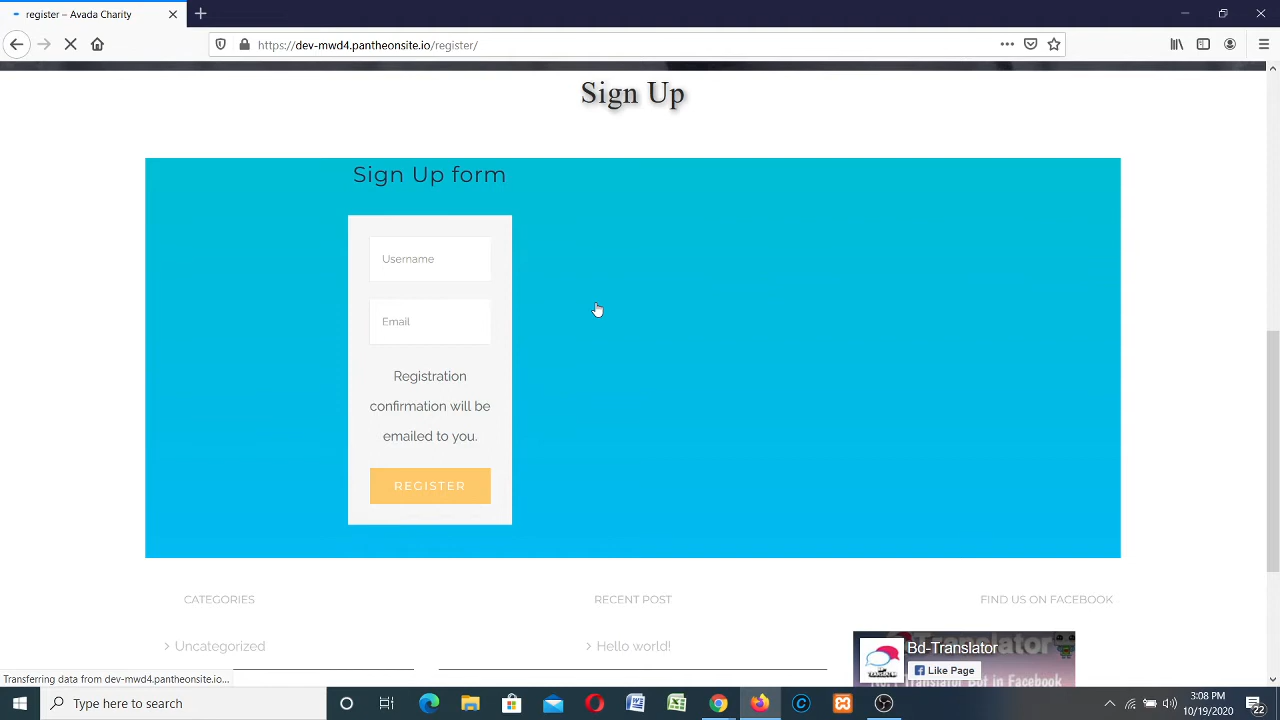 register – Avada Charity
https://dev-mwd4.pantheonsite.io/register/
Sign Up
Sign Up form
Username
Email
Registration
confirmation will be
emailed to you.
REGISTER
CATEGORIES
RECENT POST
FIND US ON FACEBOOK
Uncategorized
Hello world!
Bd-Translator
Like Page
Transferring data from dev-mwd4.pantheonsite.io...
Type here to search
3:08 PM
10/19/2020
22